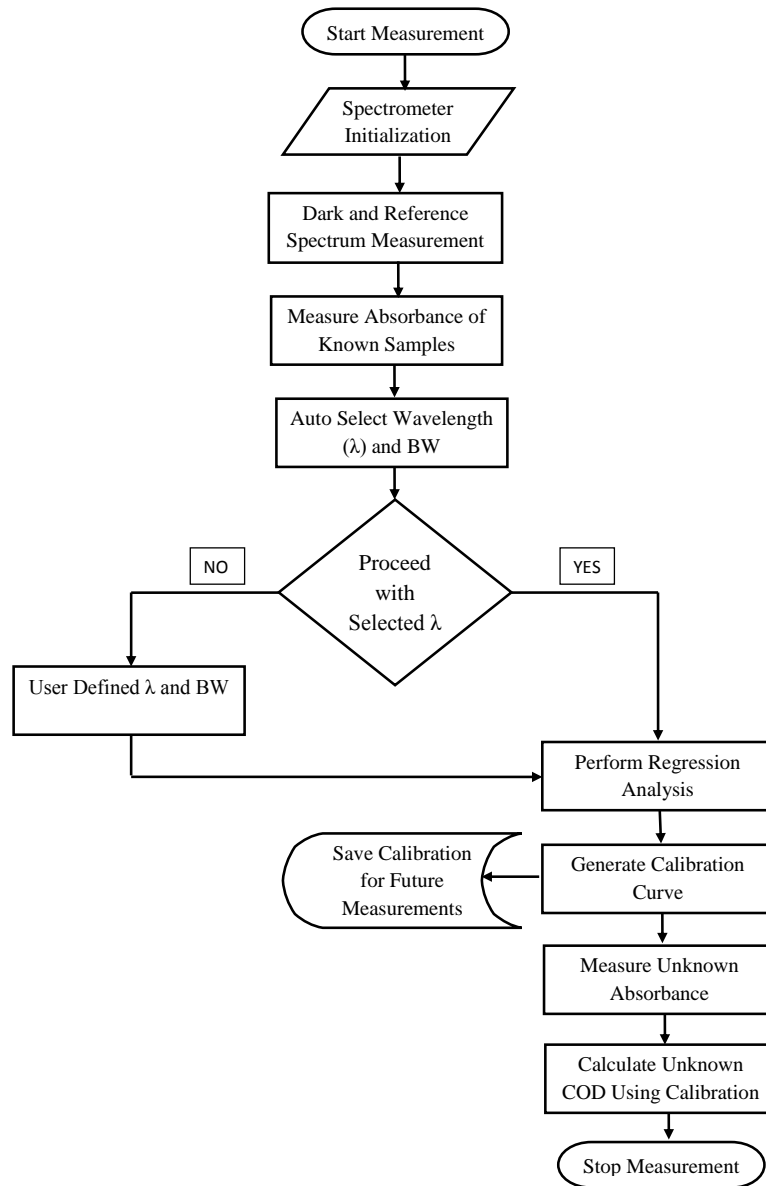 Start Measurement
Spectrometer
Initialization
Dark and Reference
Spectrum Measurement
Measure Absorbance of
Known Samples
Auto Select Wavelength
(λ) and BW
NO
Proceed
with
Selected λ
YES
User Defined λ and BW
Perform Regression
Analysis
Save Calibration
for Future
Measurements
Generate Calibration
Curve
Measure Unknown
Absorbance
Calculate Unknown
COD Using Calibration
Stop Measurement